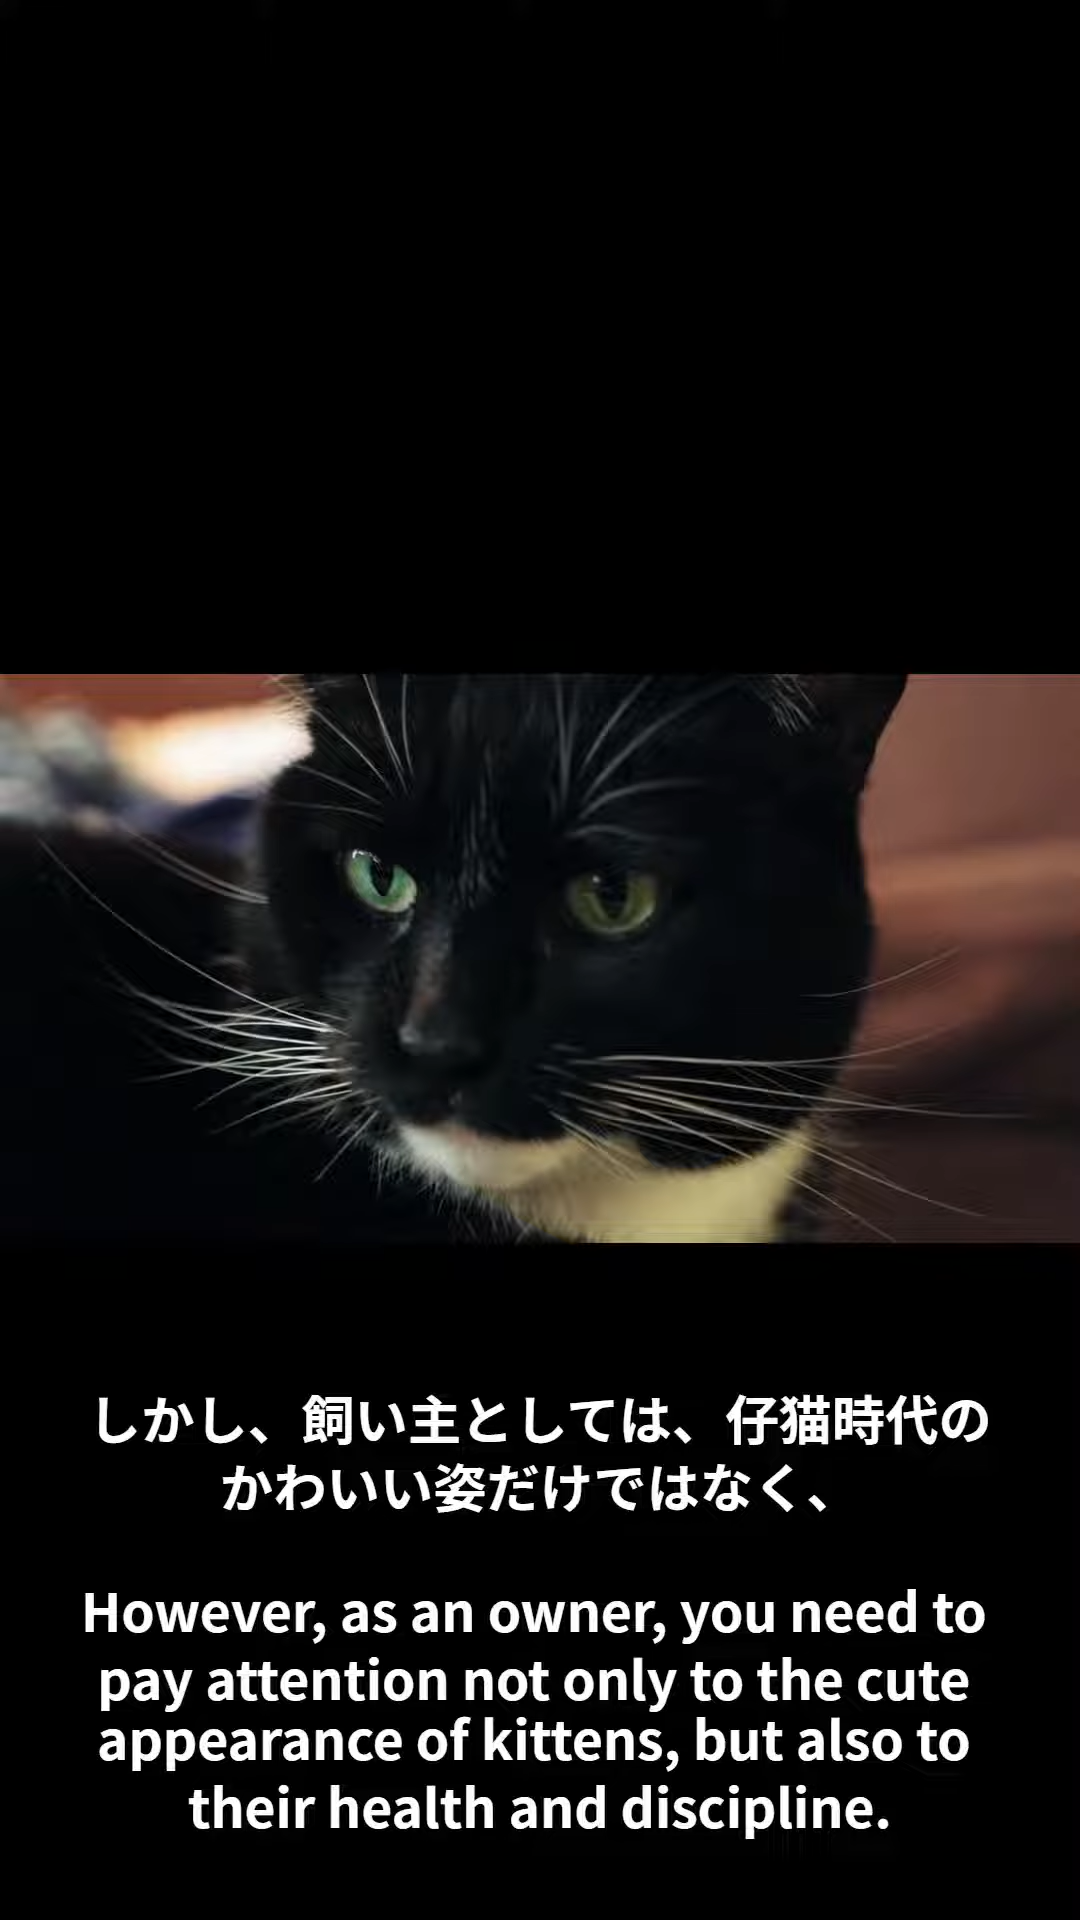 しかし、飼い主としては、仔猫時代の
かわいい姿だけではなく、
However, as an owner, you need to
pay attention not only to the cute
appearance of kittens, but also to
their health and discipline.